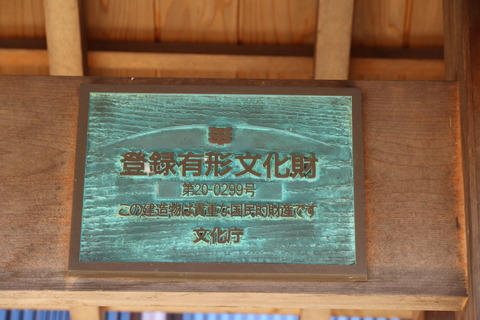 登録有形文化財
第20-0299号
この建造物は貴重な国民的財産です
文化庁